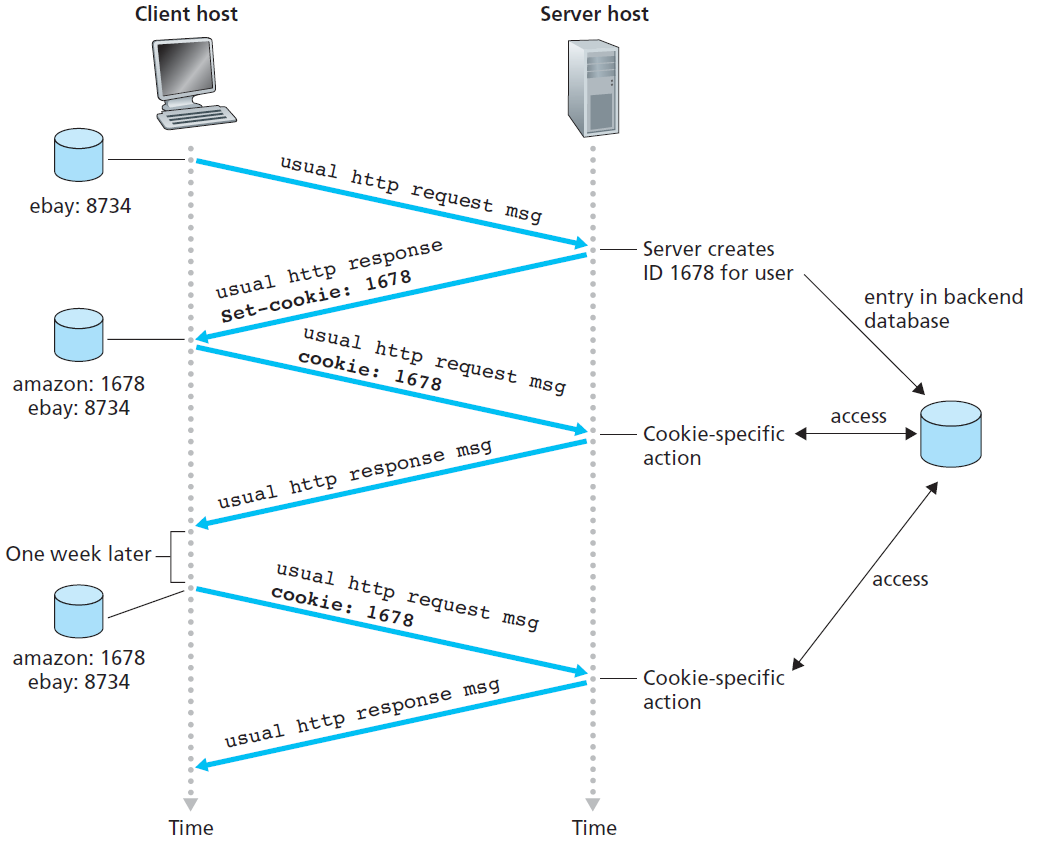 Client host
Server host
ebay: 8734
usual http request msg
Server creates
ID 1678 for user
entry in backend
database
usual http response
Set-cookie: 1678
amazon: 1678
ebay: 8734
usual http request msg
cookie: 1678
Cookie-specific
action
access
usual http response msg
One week later
amazon: 1678
ebay: 8734
usual http request msg
cookie: 1678
access
Cookie-specific
action
usual http response msg
Time
Time